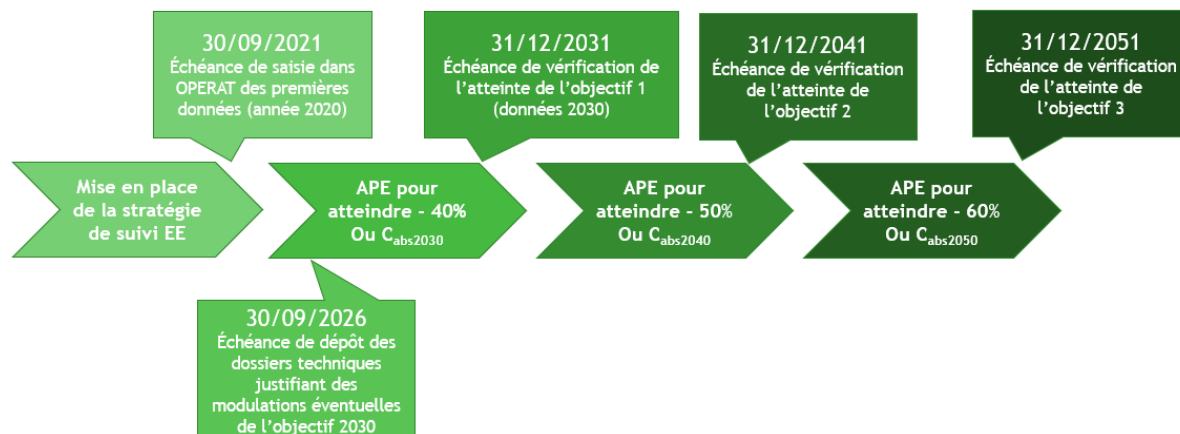 30/09/2021
Échéance de saisie dans
OPERAT des premières
données (année 2020)
31/12/2031
Échéance de vérification de
l’atteinte de l’objectif 1
(données 2030)
31/12/2041
Échéance de vérification
de l’atteinte de
l’objectif 2
31/12/2051
Échéance de vérification
de l’atteinte de
l’objectif 3
Mise en place
de la stratégie
de suivi EE
APE pour
atteindre - 40%
Ou Cabs2030
APE pour
atteindre - 50%
Ou Cabs2040
APE pour
atteindre - 60%
Ou Cabs2050
30/09/2026
Échéance de dépôt des
dossiers techniques
justifiant des
modulations éventuelles
de l’objectif 2030